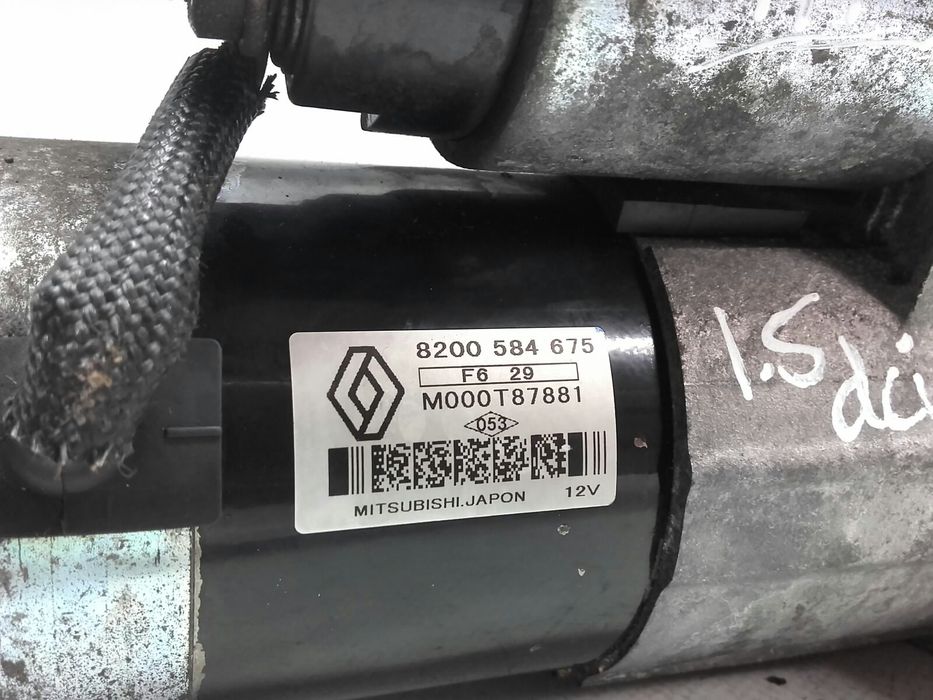 8200 584 675
F6 29
M000T87881
053
MITSUBISHI.JAPON 12V
1.5 dci